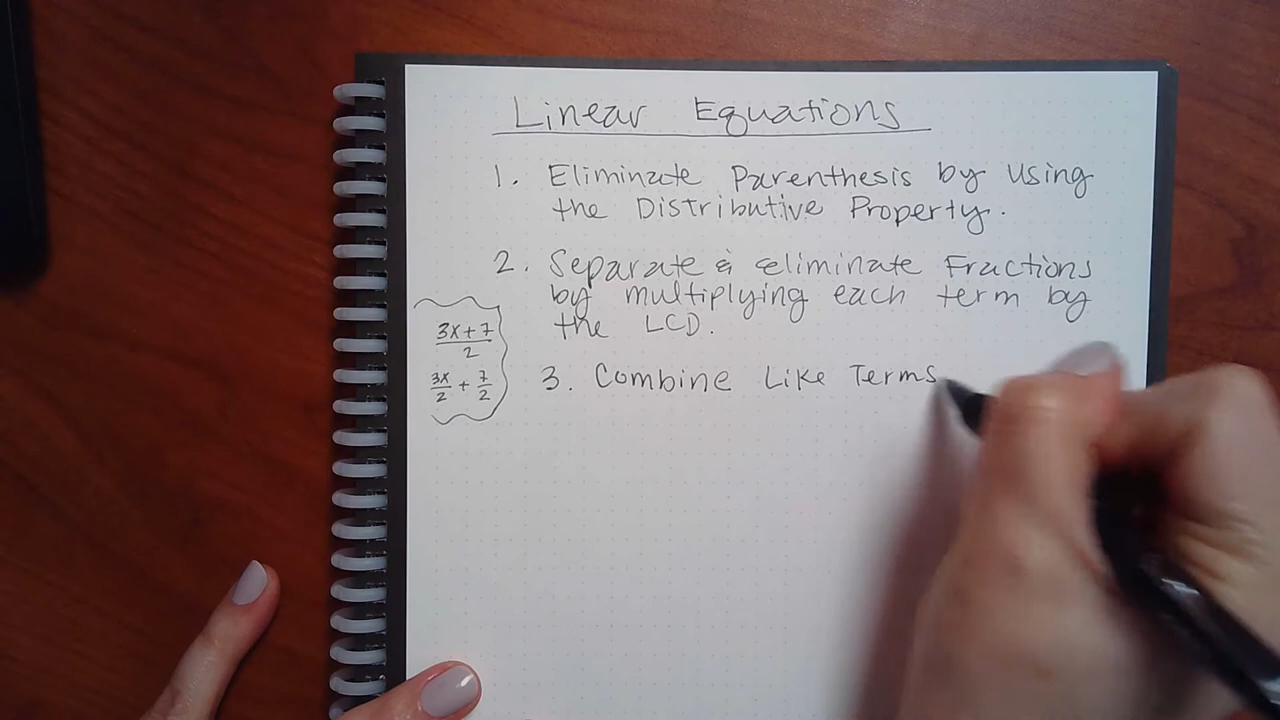 Linear Equations
1. Eliminate Parenthesis by using
the Distributive Property.
2. Separate & eliminate Fractions
by multiplying each term by
the LCD.
3x+7
2
3x/2 + 7/2
3. Combine Like Terms